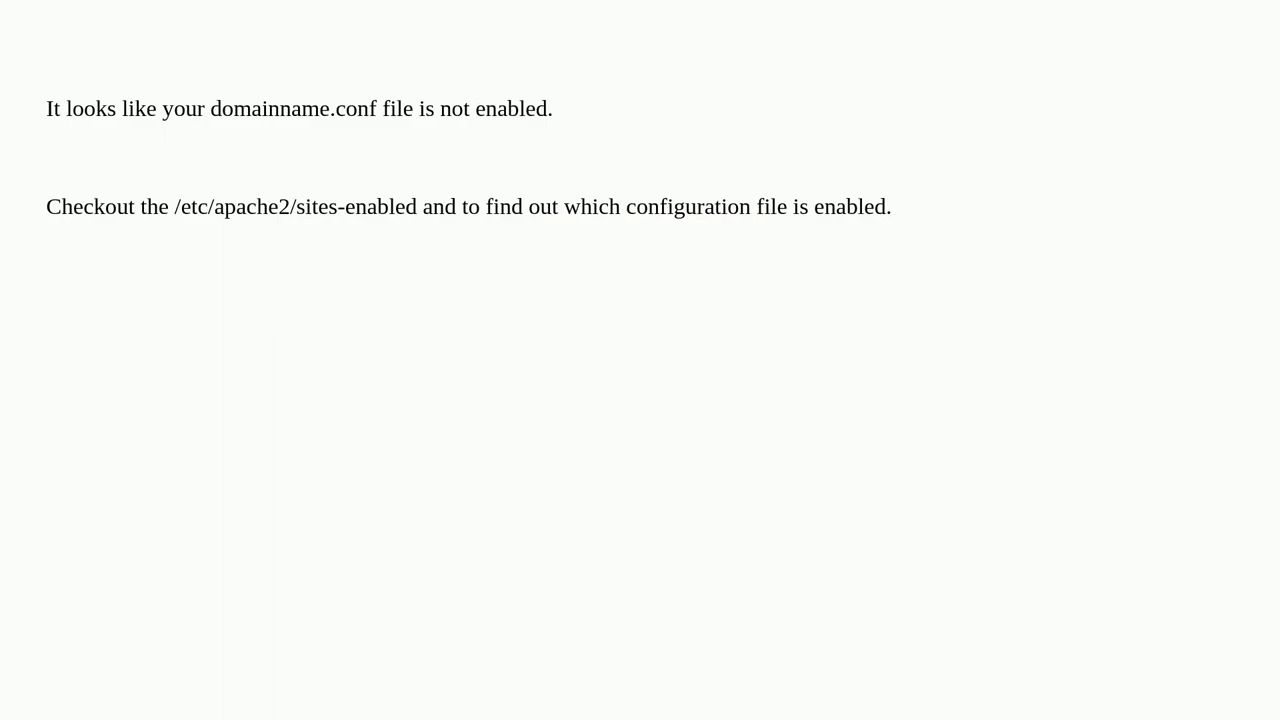 It looks like your domainname.conf file is not enabled.
Checkout the /etc/apache2/sites-enabled and to find out which configuration file is enabled.